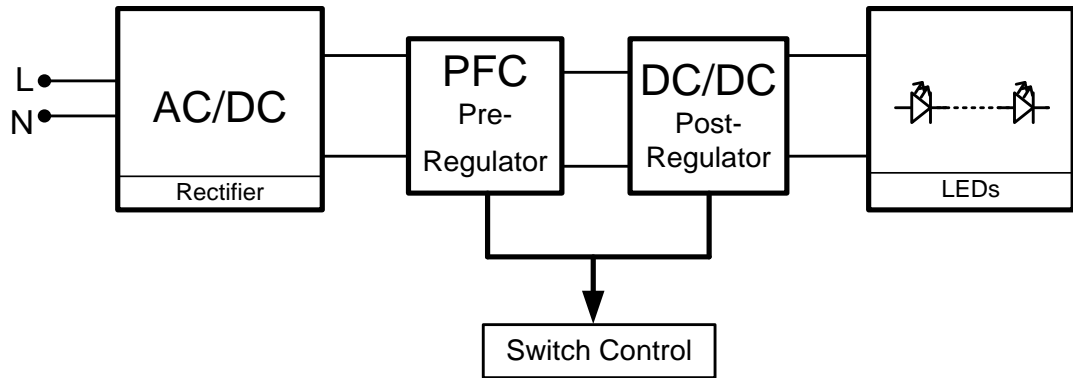 L
N
AC/DC
Rectifier
PFC
Pre-
Regulator
DC/DC
Post-
Regulator
LEDs
Switch Control